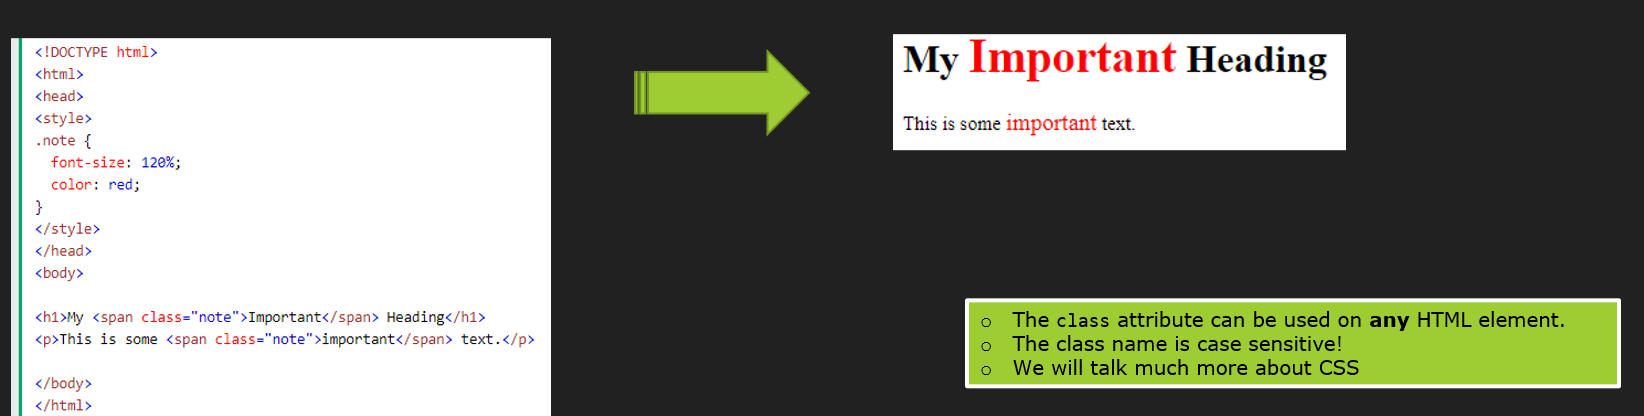 <!DOCTYPE html>
<html>
<head>
<style>
.note {
  font-size: 120%;
  color: red;
}
</style>
</head>
<body>

<h1>My <span class="note">Important</span> Heading</h1>
<p>This is some <span class="note">important</span> text.</p>

</body>
</html>
My Important Heading
This is some important text.
o The class attribute can be used on any HTML element.
o The class name is case sensitive!
o We will talk much more about CSS